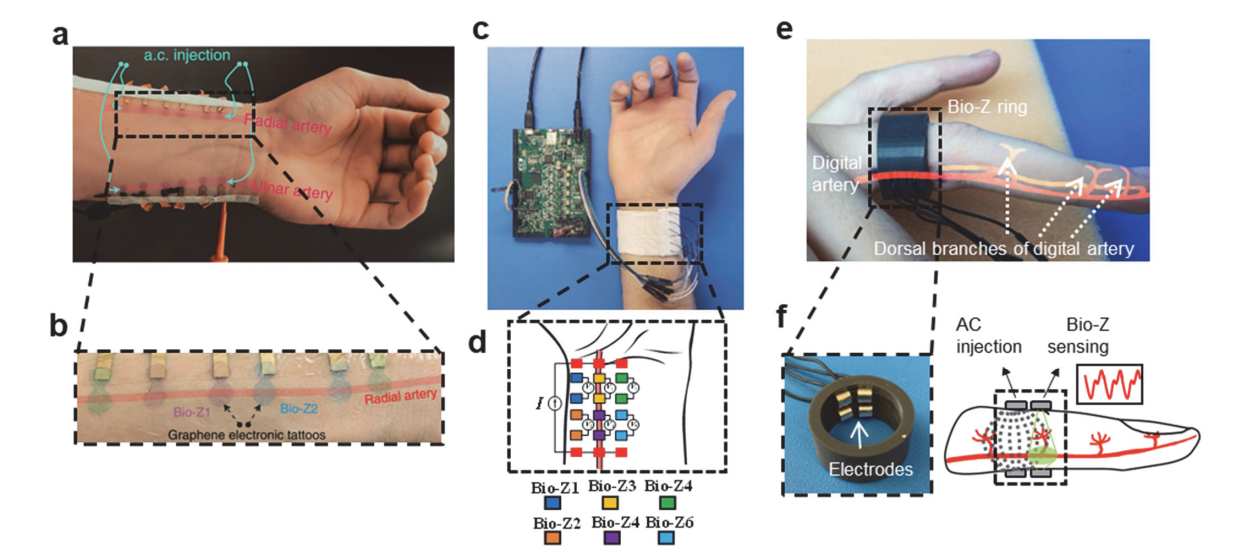 a
a.c. injection
Radial artery
Ulnar artery
b
Bio-Z1
Bio-Z2
Radial artery
Graphene electronic tattoos
c
d
I
Bio-Z1 Bio-Z3 Bio-Z4
Bio-Z2 Bio-Z4 Bio-Z6
e
Bio-Z ring
Digital
artery
Dorsal branches of digital artery
f
Electrodes
AC
injection
Bio-Z
sensing